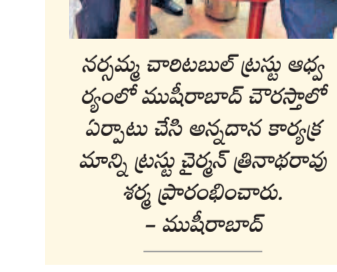 నర్సమ్మ చారిటబుల్ ట్రస్టు ఆధ్వ
ర్యంలో ముషీరాబాద్ చౌరస్తాలో
ఏర్పాటు చేసి అన్నదాన కార్యక్ర
మాన్ని ట్రస్టు చైర్మన్ త్రినాథరావు
శర్మ ప్రారంభించారు.
– ముషీరాబాద్